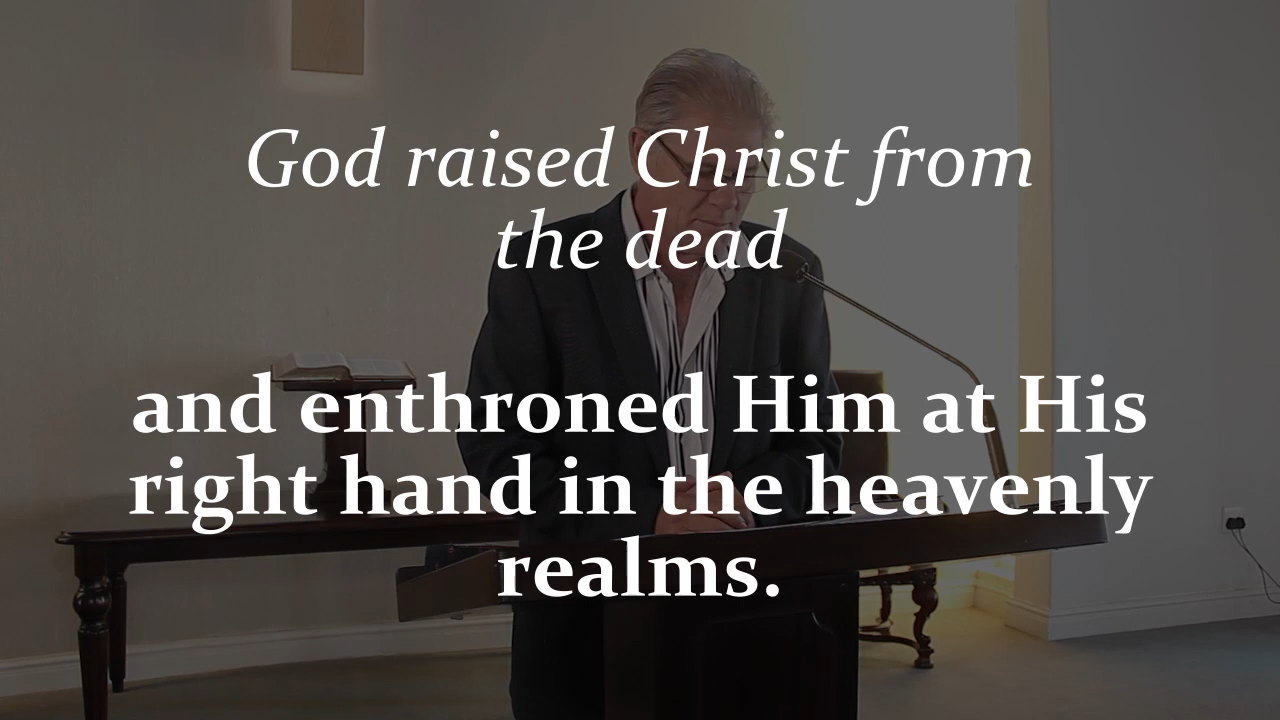 God raised Christ from
the dead
and enthroned Him at His
right hand in the heavenly
realms.